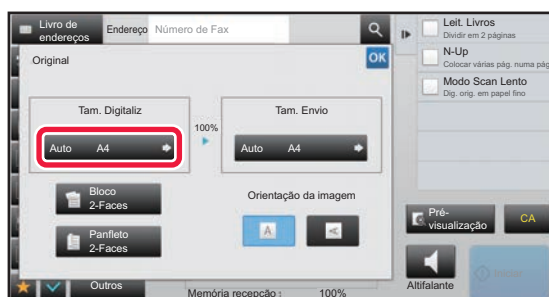 Livro de
endereços
Endereço
Número de Fax
Original
OK
Tam. Digitaliz
Auto A4
100%
Tam. Envio
Auto A4
Bloco
2-Faces
Panfleto
2-Faces
Orientação da imagem
A
A
Outros
Memória recepção : 100%
Leit. Livros
Dividir em 2 páginas
N-Up
Colocar várias pág. numa pág
Modo Scan Lento
Dig. orig. em papel fino
Pré-
visualização
CA
Altifalante
Iniciar